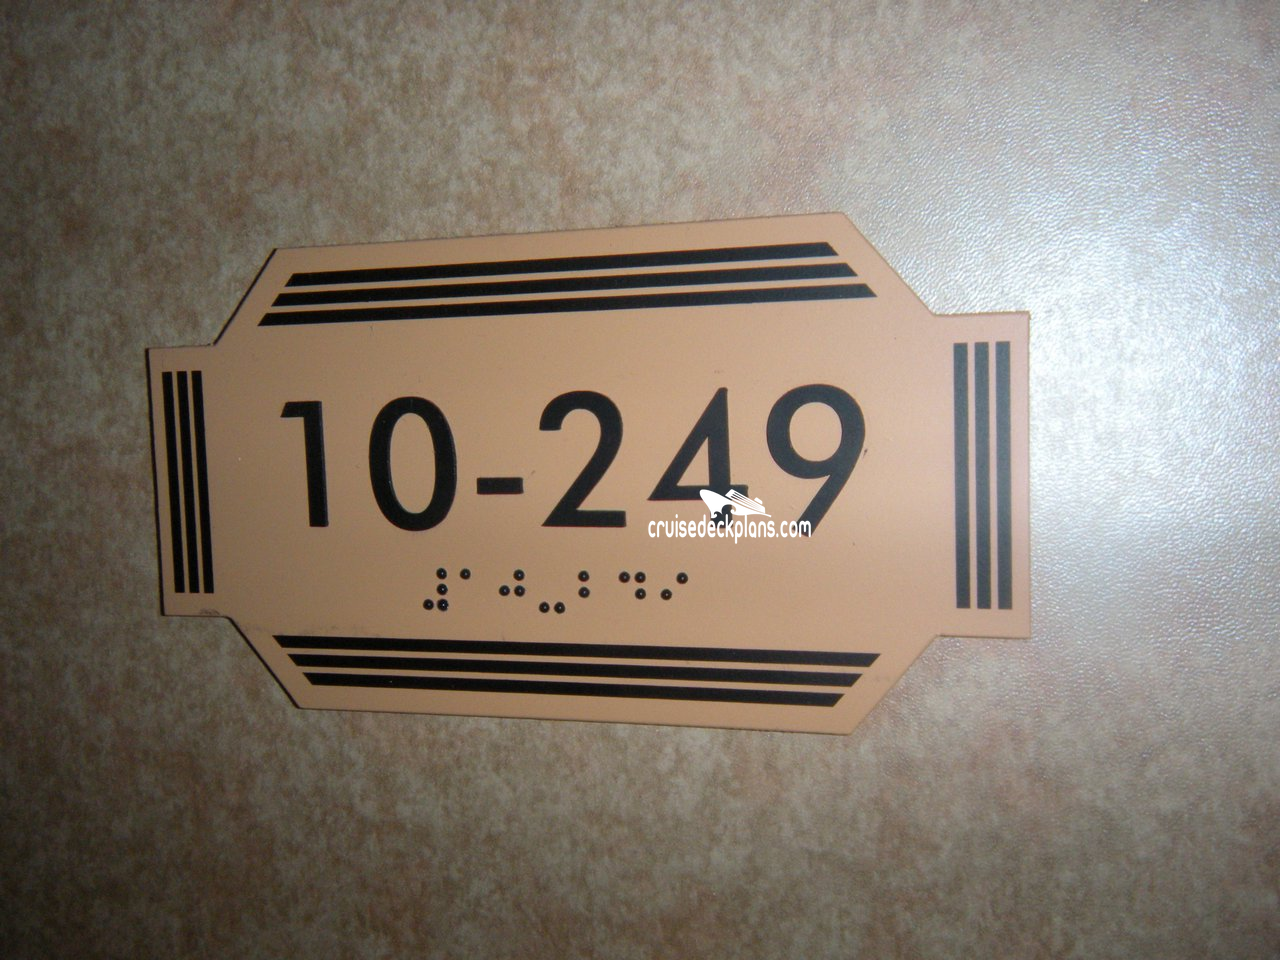 10-249
cruisedeckplans.com
⠼⠁⠚⠤⠃⠙⠊